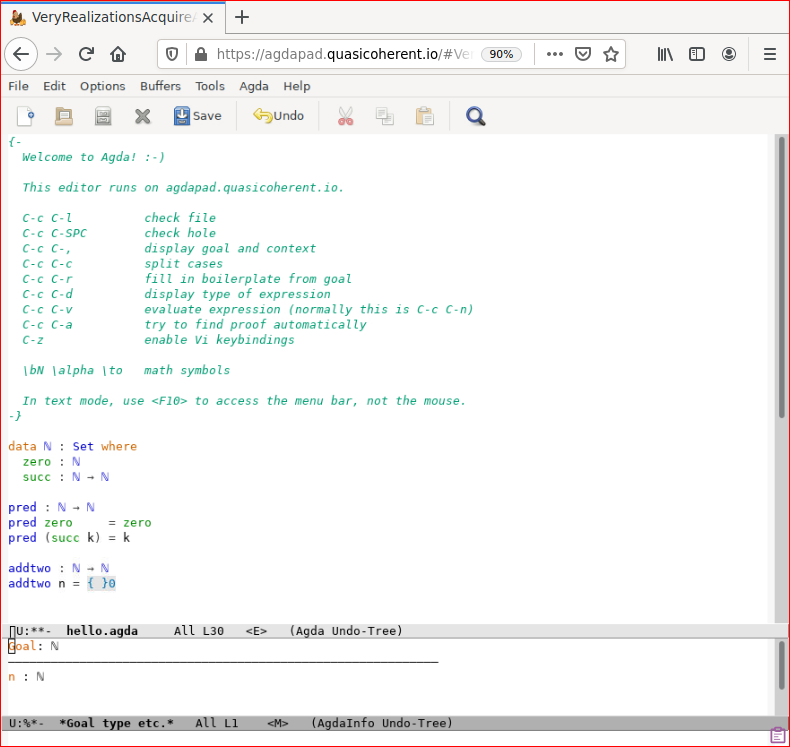 VeryRealizationsAcquire
https://agdapad.quasicoherent.io/#Ve 90%
File Edit Options Buffers Tools Agda Help
Save Undo
{-
  Welcome to Agda! :-)
  This editor runs on agdapad.quasicoherent.io.
  C-c C-l          check file
  C-c C-SPC        check hole
  C-c C-,          display goal and context
  C-c C-c          split cases
  C-c C-r          fill in boilerplate from goal
  C-c C-d          display type of expression
  C-c C-v          evaluate expression (normally this is C-c C-n)
  C-c C-a          try to find proof automatically
  C-z              enable Vi keybindings
  \bN \alpha \to   math symbols
  In text mode, use <F10> to access the menu bar, not the mouse.
-}
data ℕ : Set where
  zero : ℕ
  succ : ℕ → ℕ
pred : ℕ → ℕ
pred zero     = zero
pred (succ k) = k
addtwo : ℕ → ℕ
addtwo n = { }0
U:**-  hello.agda     All L30   <E>   (Agda Undo-Tree)
Goal: ℕ
n : ℕ
U:%*-  *Goal type etc.*   All L1    <M>   (AgdaInfo Undo-Tree)